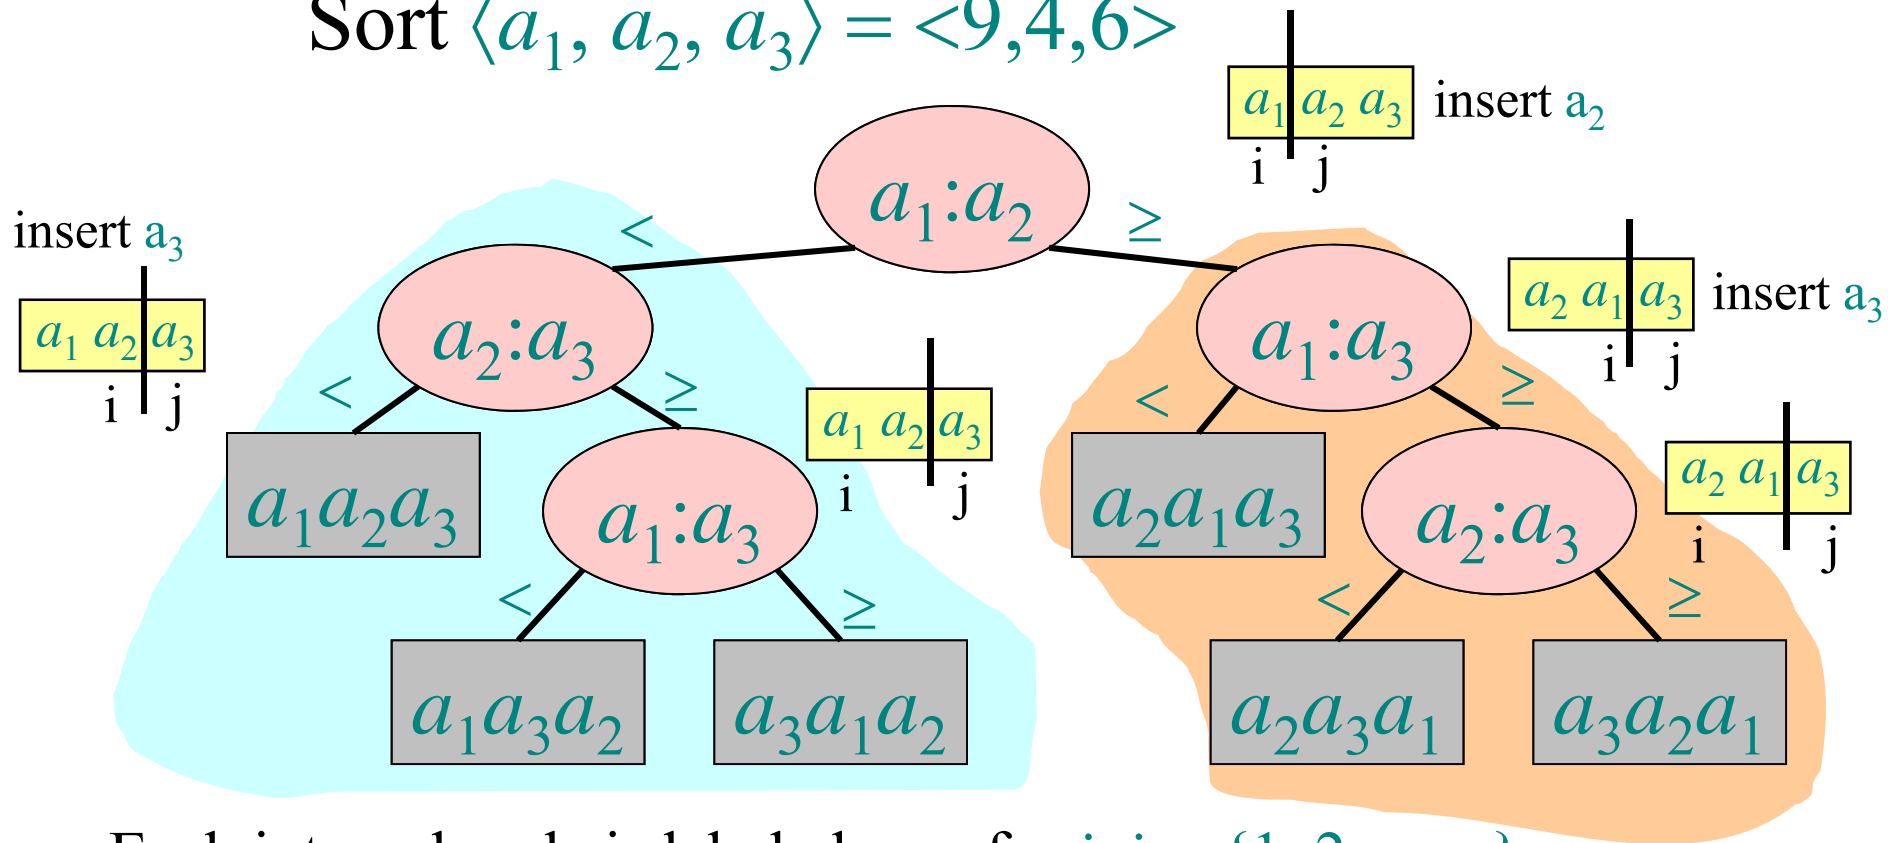 Sort ⟨a₁, a₂, a₃⟩ = <9,4,6>
a₁ a₂ a₃ insert a₂
i j
a₁:a₂
< ≥
insert a₃
a₁ a₂ a₃
i j
a₂:a₃
< ≥
a₁:a₃
< ≥
a₂ a₁ a₃ insert a₃
i j
a₁a₂a₃
a₁:a₃
< ≥
a₁ a₂ a₃
i j
a₂a₁a₃
a₂:a₃
< ≥
a₂ a₁ a₃
i j
a₁a₃a₂
a₃a₁a₂
a₂a₃a₁
a₃a₂a₁